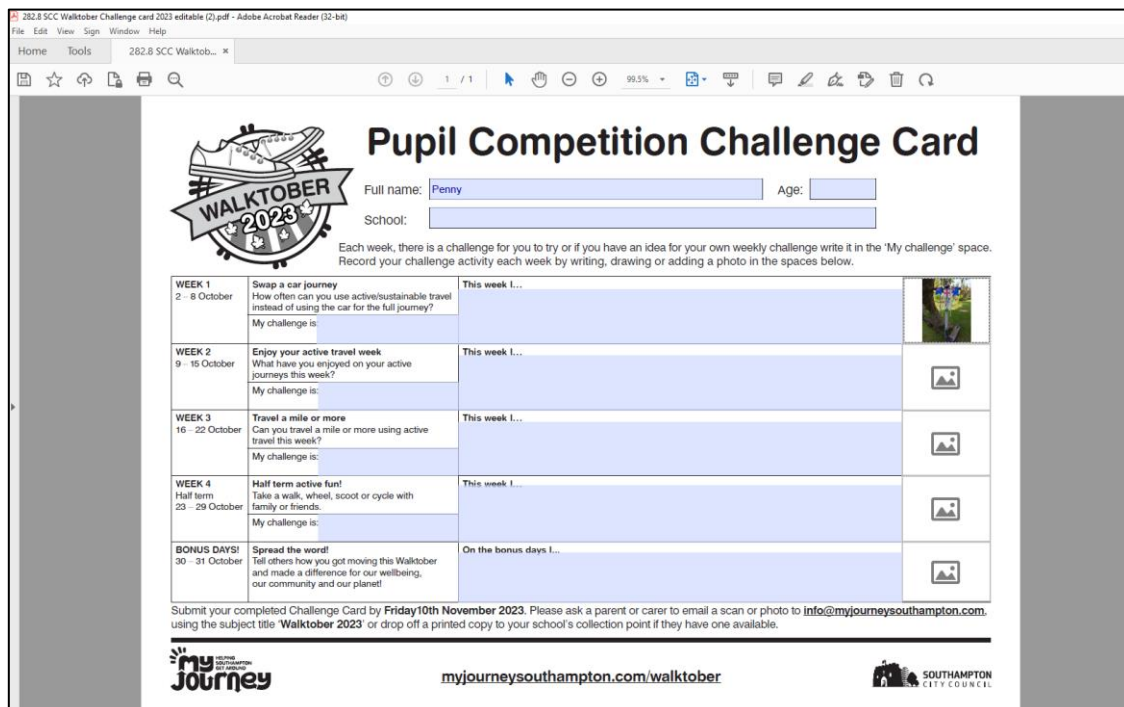 282.8 SCC Walktober Challenge card 2023 editable (2).pdf - Adobe Acrobat Reader (32-bit)
File Edit View Sign Window Help
Home Tools 282.8 SCC Walktob... ×
1 / 1 99.5%
Pupil Competition Challenge Card
WALKTOBER
2023
Full name: Penny Age:
School:
Each week, there is a challenge for you to try or if you have an idea for your own weekly challenge write it in the 'My challenge' space.
Record your challenge activity each week by writing, drawing or adding a photo in the spaces below.
WEEK 1
2 – 8 October
Swap a car journey
How often can you use active/sustainable travel
instead of using the car for the full journey?
My challenge is:
This week I...
WEEK 2
9 – 15 October
Enjoy your active travel week
What have you enjoyed on your active
journeys this week?
My challenge is:
This week I...
WEEK 3
16 – 22 October
Travel a mile or more
Can you travel a mile or more using active
travel this week?
My challenge is:
This week I...
WEEK 4
Half term
23 – 29 October
Half term active fun!
Take a walk, wheel, scoot or cycle with
family or friends.
My challenge is:
This week I...
BONUS DAYS!
30 – 31 October
Spread the word!
Tell others how you got moving this Walktober
and made a difference for our wellbeing,
our community and our planet!
On the bonus days I...
Submit your completed Challenge Card by Friday10th November 2023. Please ask a parent or carer to email a scan or photo to info@myjourneysouthampton.com,
using the subject title 'Walktober 2023' or drop off a printed copy to your school's collection point if they have one available.
my
HELPING
SOUTHAMPTON
GET AROUND
JOUrney
myjourneysouthampton.com/walktober
SOUTHAMPTON
CITY COUNCIL